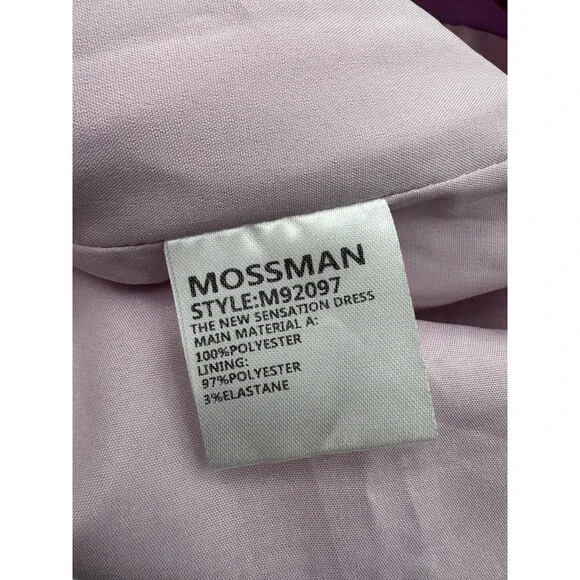 MOSSMAN
STYLE:M92097
THE NEW SENSATION DRESS
MAIN MATERIAL A:
100%POLYESTER
LINING:
97%POLYESTER
3%ELASTANE